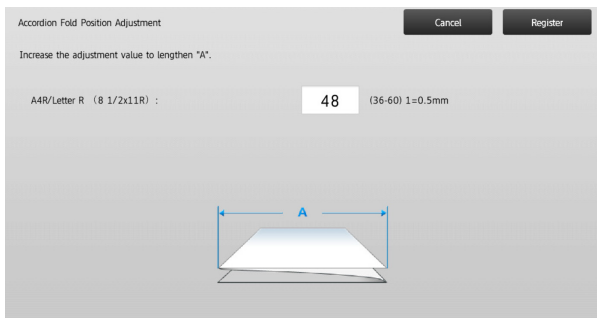 Accordion Fold Position Adjustment
Cancel
Register
Increase the adjustment value to lengthen "A".
A4R/Letter R （8 1/2x11R）:
48
(36-60) 1=0.5mm
A